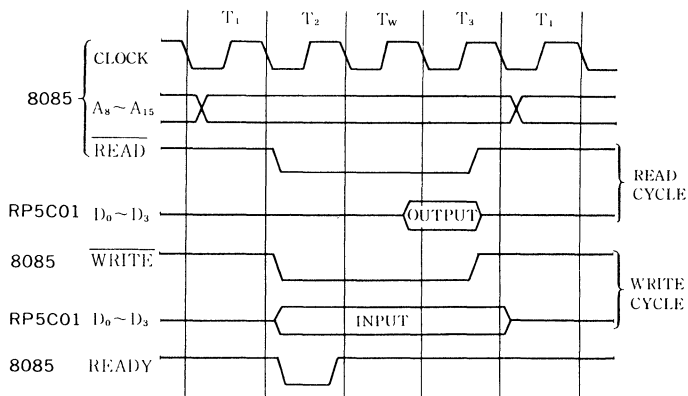 T₁ T₂ Tw T₃ T₁
CLOCK
8085
A₈~A₁₅
READ
READ
CYCLE
RP5C01 D₀~D₃ OUTPUT
8085 WRITE
WRITE
CYCLE
RP5C01 D₀~D₃ INPUT
8085 READY